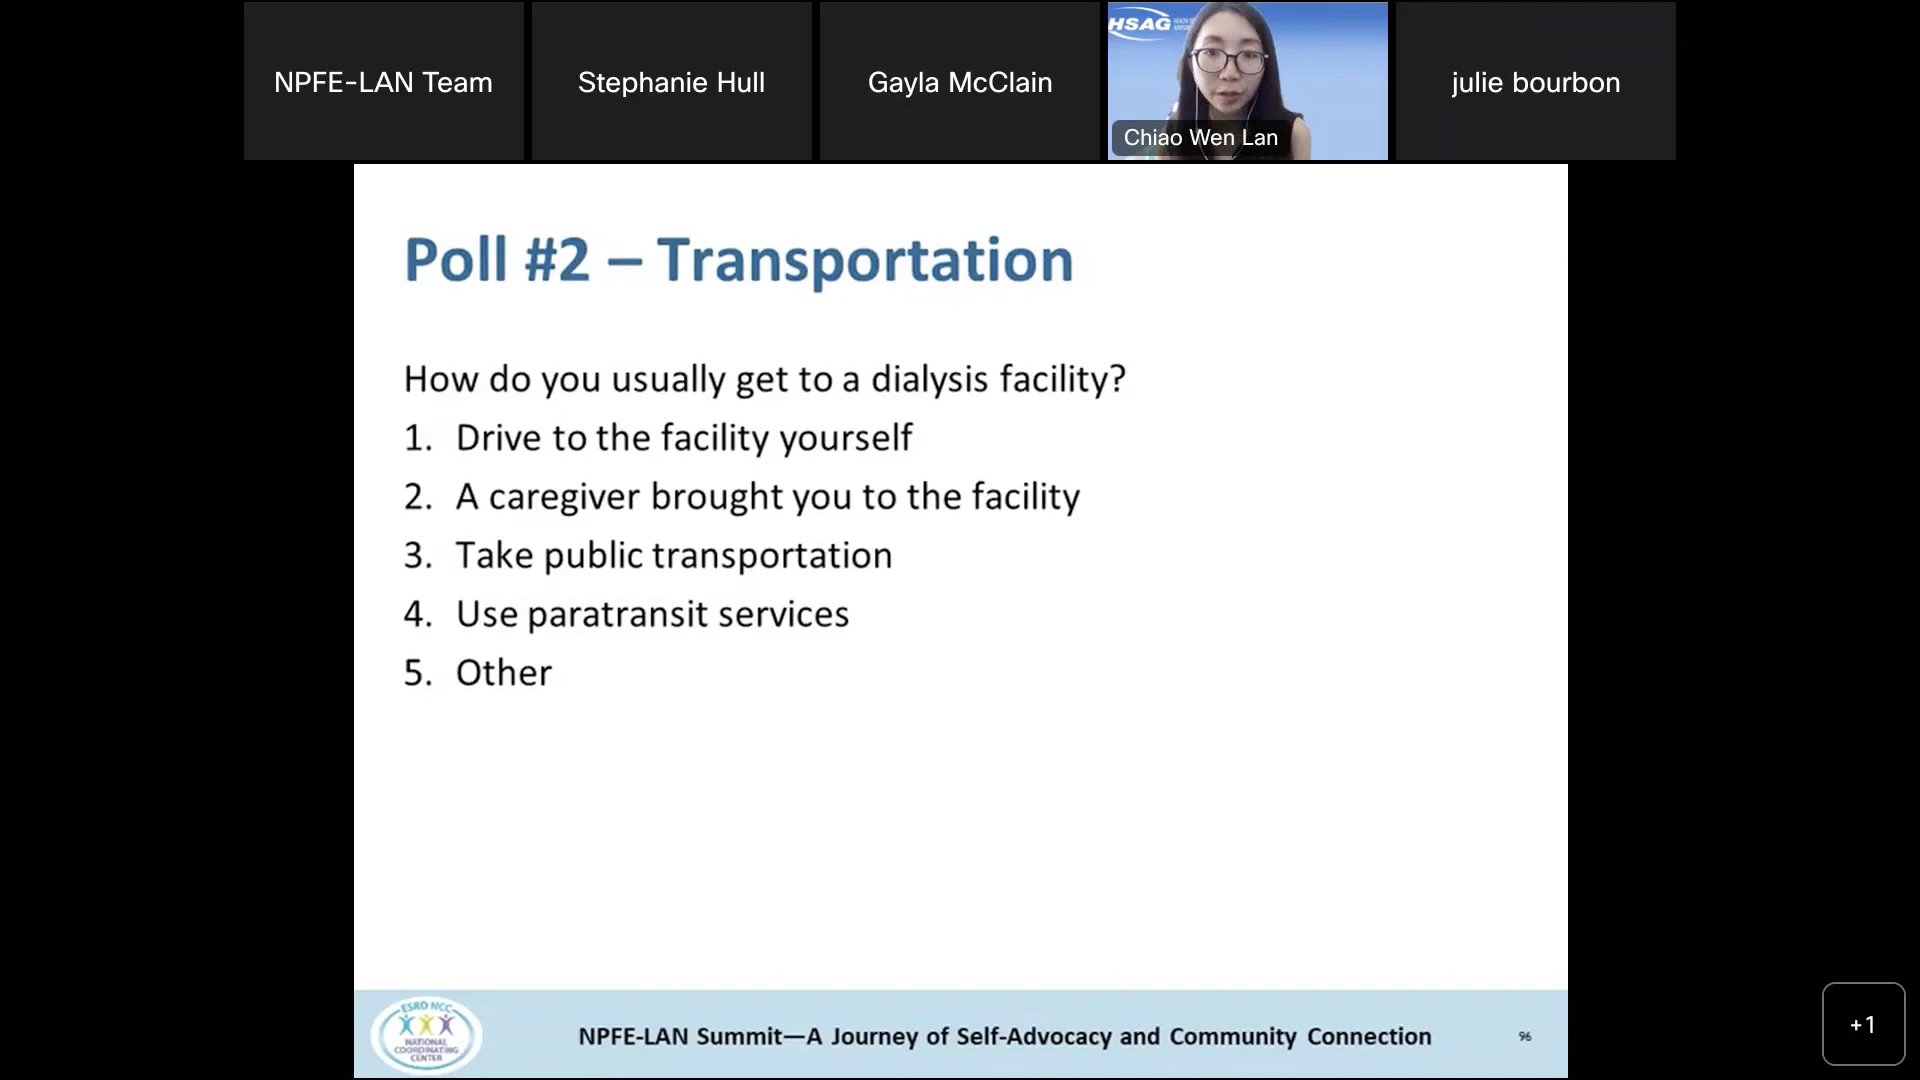 NPFE-LAN Team
Stephanie Hull
Gayla McClain
HSAG
Chiao Wen Lan
julie bourbon
Poll #2 – Transportation
How do you usually get to a dialysis facility?
1. Drive to the facility yourself
2. A caregiver brought you to the facility
3. Take public transportation
4. Use paratransit services
5. Other
ESRD NCC
NATIONAL
COORDINATING
CENTER
NPFE-LAN Summit—A Journey of Self-Advocacy and Community Connection
96
+1